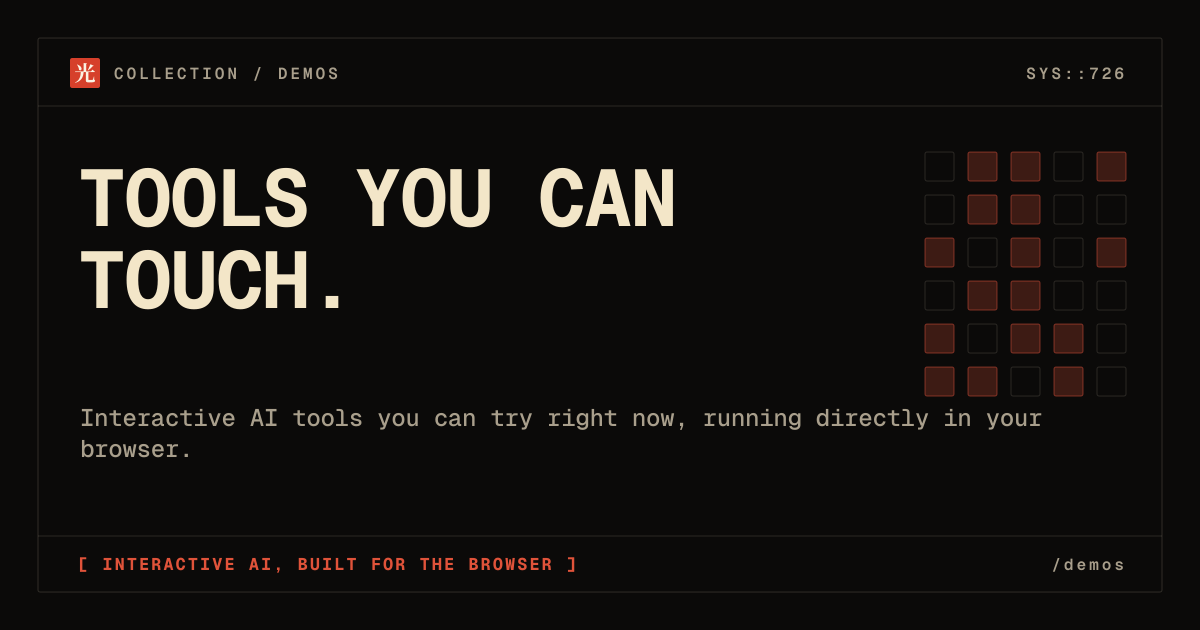 光 COLLECTION / DEMOS
SYS::726
TOOLS YOU CAN
TOUCH.
Interactive AI tools you can try right now, running directly in your
browser.
[ INTERACTIVE AI, BUILT FOR THE BROWSER ]
/demos